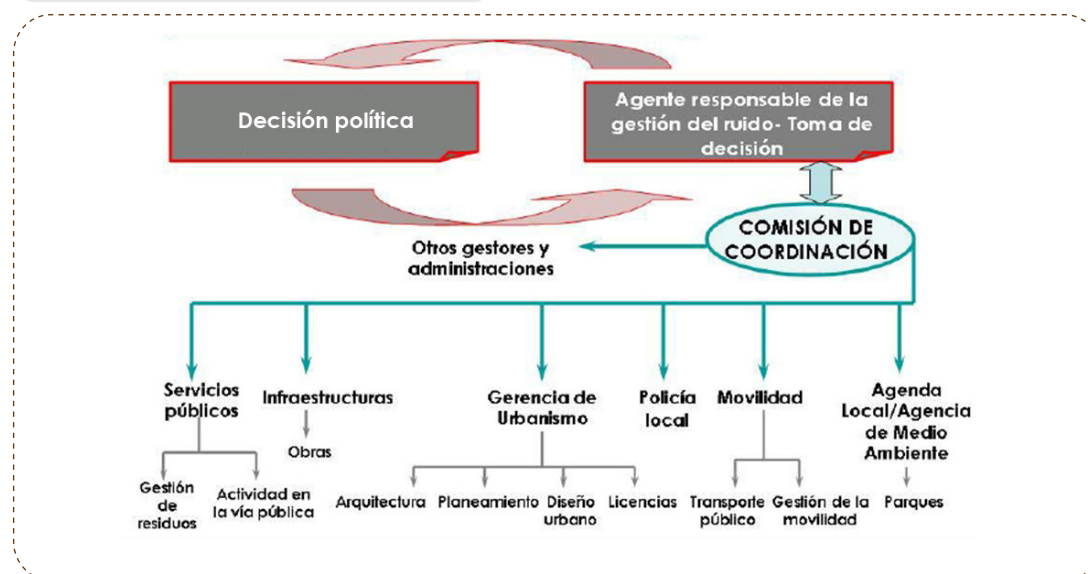 Decisión política
Agente responsable de la
gestión del ruido- Toma de
decisión
COMISIÓN DE
COORDINACIÓN
Otros gestores y
administraciones
Servicios
públicos
Infraestructuras
Gerencia de
Urbanismo
Policía
local
Movilidad
Agenda
Local/Agencia
de Medio
Ambiente
Obras
Gestión
de
residuos
Actividad en
la vía pública
Arquitectura
Planeamiento
Diseño
urbano
Licencias
Transporte
público
Gestión de la
movilidad
Parques